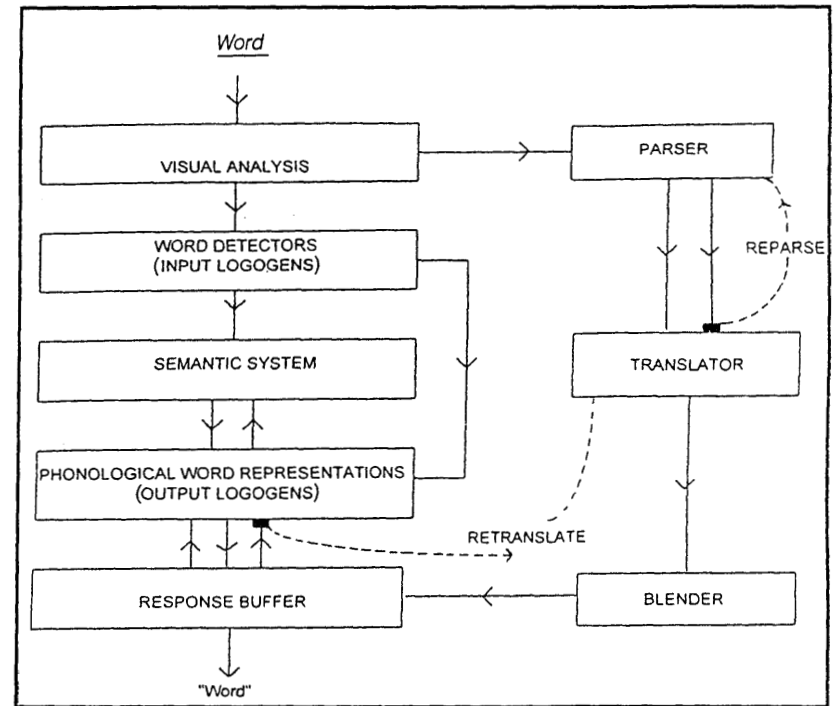 Word
VISUAL ANALYSIS
PARSER
WORD DETECTORS
(INPUT LOGOGENS)
REPARSE
SEMANTIC SYSTEM
TRANSLATOR
PHONOLOGICAL WORD REPRESENTATIONS
(OUTPUT LOGOGENS)
RETRANSLATE
RESPONSE BUFFER
BLENDER
"Word"